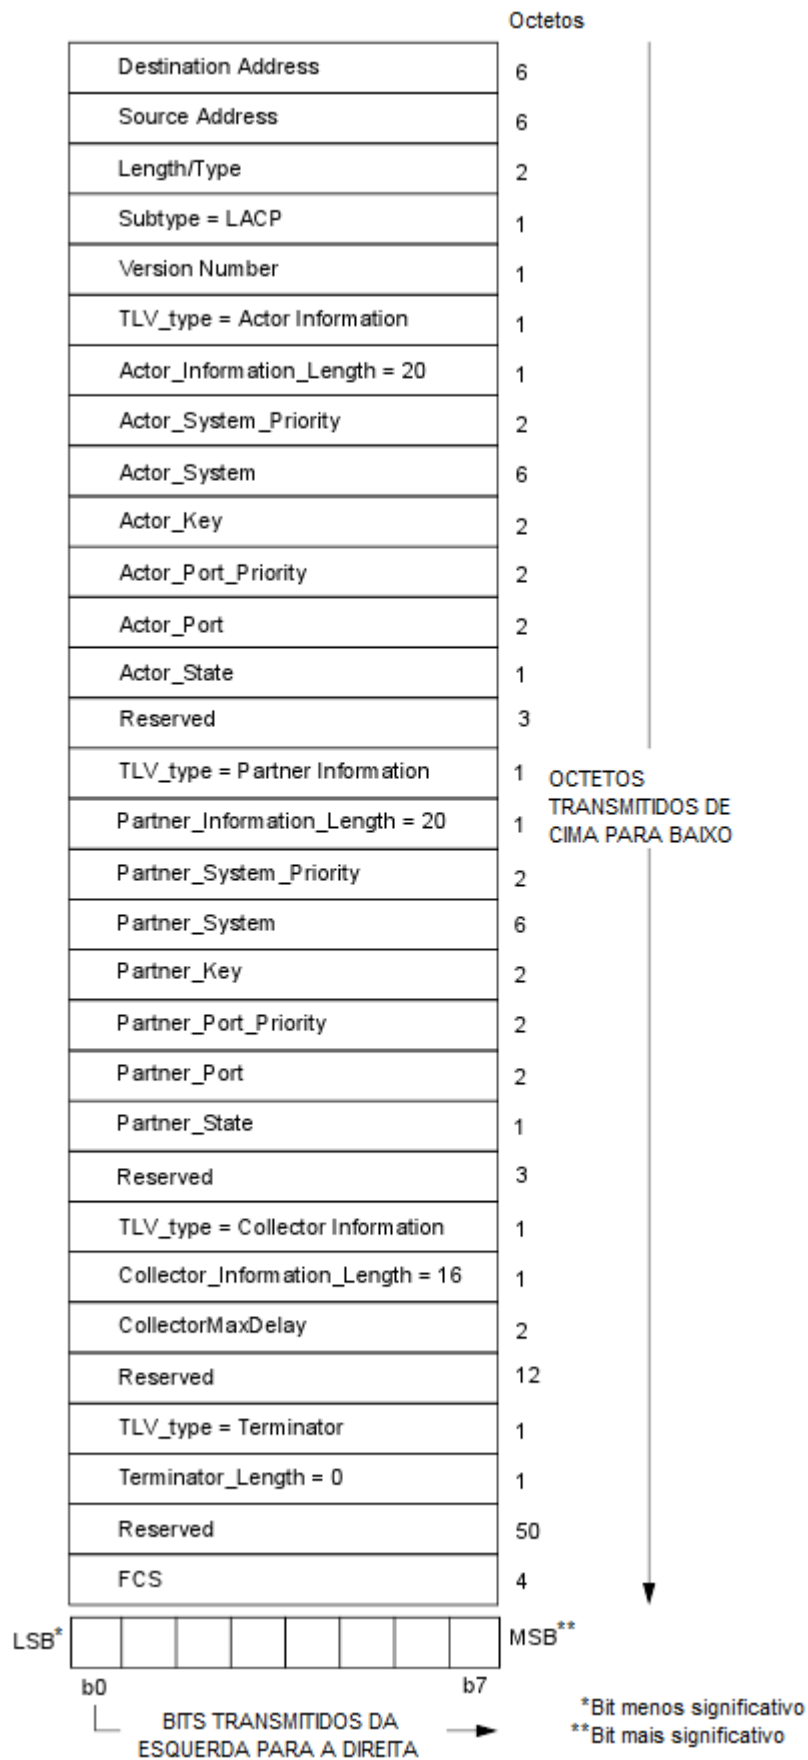 Octetos
Destination Address 6
Source Address 6
Length/Type 2
Subtype = LACP 1
Version Number 1
TLV_type = Actor Information 1
Actor_Information_Length = 20 1
Actor_System_Priority 2
Actor_System 6
Actor_Key 2
Actor_Port_Priority 2
Actor_Port 2
Actor_State 1
Reserved 3
TLV_type = Partner Information 1
OCTETOS
TRANSMITIDOS DE
CIMA PARA BAIXO
Partner_Information_Length = 20 1
Partner_System_Priority 2
Partner_System 6
Partner_Key 2
Partner_Port_Priority 2
Partner_Port 2
Partner_State 1
Reserved 3
TLV_type = Collector Information 1
Collector_Information_Length = 16 1
CollectorMaxDelay 2
Reserved 12
TLV_type = Terminator 1
Terminator_Length = 0 1
Reserved 50
FCS 4
LSB* MSB**
b0 b7
BITS TRANSMITIDOS DA
ESQUERDA PARA A DIREITA
*Bit menos significativo
**Bit mais significativo